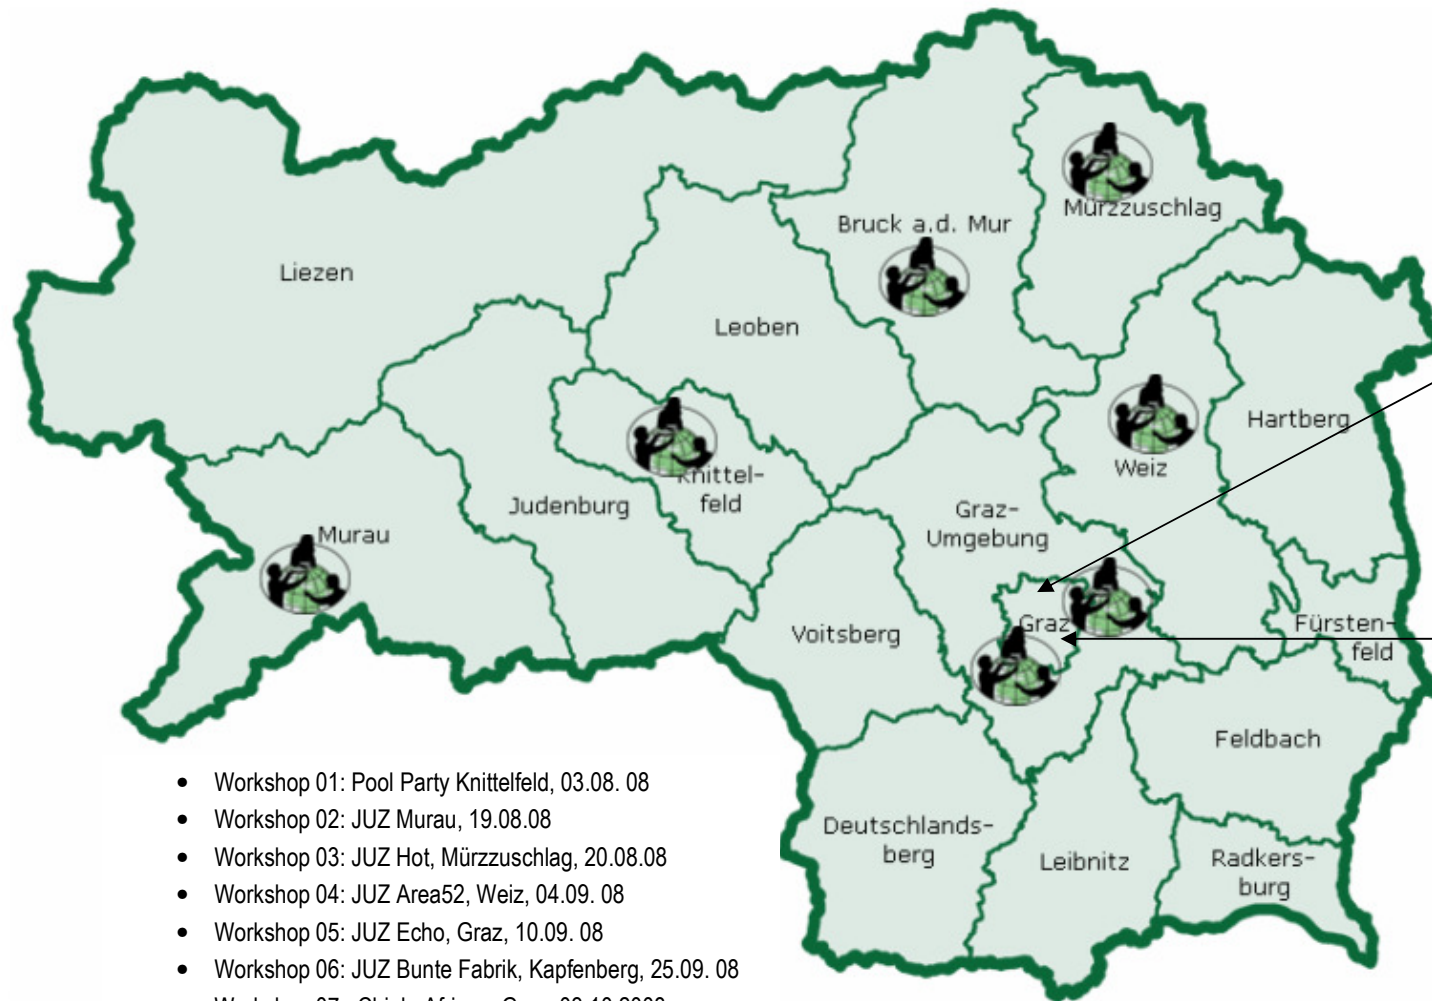 Mürzzuschlag
Bruck a.d. Mur
Liezen
Leoben
Hartberg
Weiz
Knittel-
feld
Judenburg
Graz-
Umgebung
Murau
Graz
Voitsberg
Fürsten-
feld
Feldbach
Deutschlands-
berg
Leibnitz
Radkers-
burg
• Workshop 01: Pool Party Knittelfeld, 03.08. 08
• Workshop 02: JUZ Murau, 19.08.08
• Workshop 03: JUZ Hot, Mürzzuschlag, 20.08.08
• Workshop 04: JUZ Area52, Weiz, 04.09. 08
• Workshop 05: JUZ Echo, Graz, 10.09. 08
• Workshop 06: JUZ Bunte Fabrik, Kapfenberg, 25.09. 08